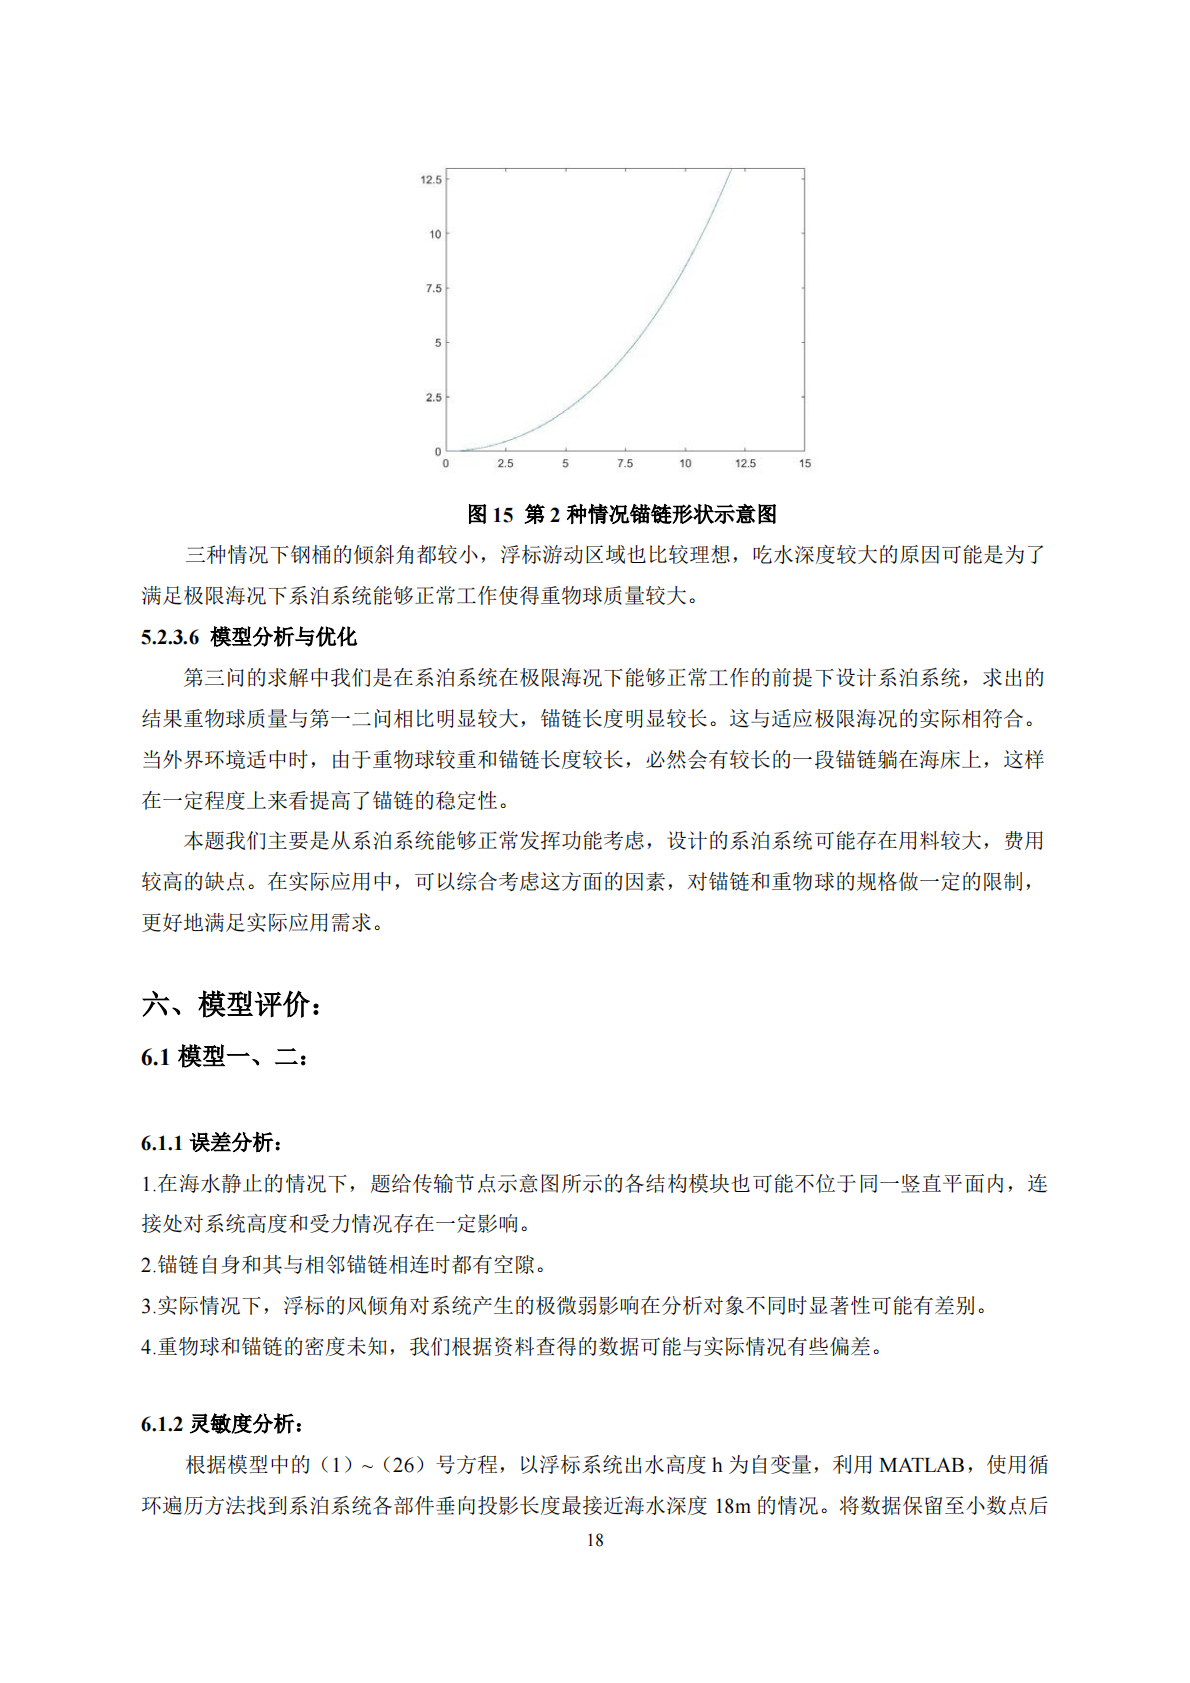 12.5
10
7.5
5
2.5
0
0 2.5 5 7.5 10 12.5 15
图 15 第 2 种情况锚链形状示意图
三种情况下钢桶的倾斜角都较小，浮标游动区域也比较理想，吃水深度较大的原因可能是为了
满足极限海况下系泊系统能够正常工作使得重物球质量较大。
5.2.3.6 模型分析与优化
第三问的求解中我们是在系泊系统在极限海况下能够正常工作的前提下设计系泊系统，求出的
结果重物球质量与第一二问相比明显较大，锚链长度明显较长。这与适应极限海况的实际相符合。
当外界环境适中时，由于重物球较重和锚链长度较长，必然会有较长的一段锚链躺在海床上，这样
在一定程度上来看提高了锚链的稳定性。
本题我们主要是从系泊系统能够正常发挥功能考虑，设计的系泊系统可能存在用料较大，费用
较高的缺点。在实际应用中，可以综合考虑这方面的因素，对锚链和重物球的规格做一定的限制，
更好地满足实际应用需求。
六、模型评价：
6.1 模型一、二：
6.1.1 误差分析：
1.在海水静止的情况下，题给传输节点示意图所示的各结构模块也可能不位于同一竖直平面内，连
接处对系统高度和受力情况存在一定影响。
2.锚链自身和其与相邻锚链相连时都有空隙。
3.实际情况下，浮标的风倾角对系统产生的极微弱影响在分析对象不同时显著性可能有差别。
4.重物球和锚链的密度未知，我们根据资料查得的数据可能与实际情况有些偏差。
6.1.2 灵敏度分析：
根据模型中的（1）~（26）号方程，以浮标系统出水高度 h 为自变量，利用 MATLAB，使用循
环遍历方法找到系泊系统各部件垂向投影长度最接近海水深度 18m 的情况。将数据保留至小数点后
18